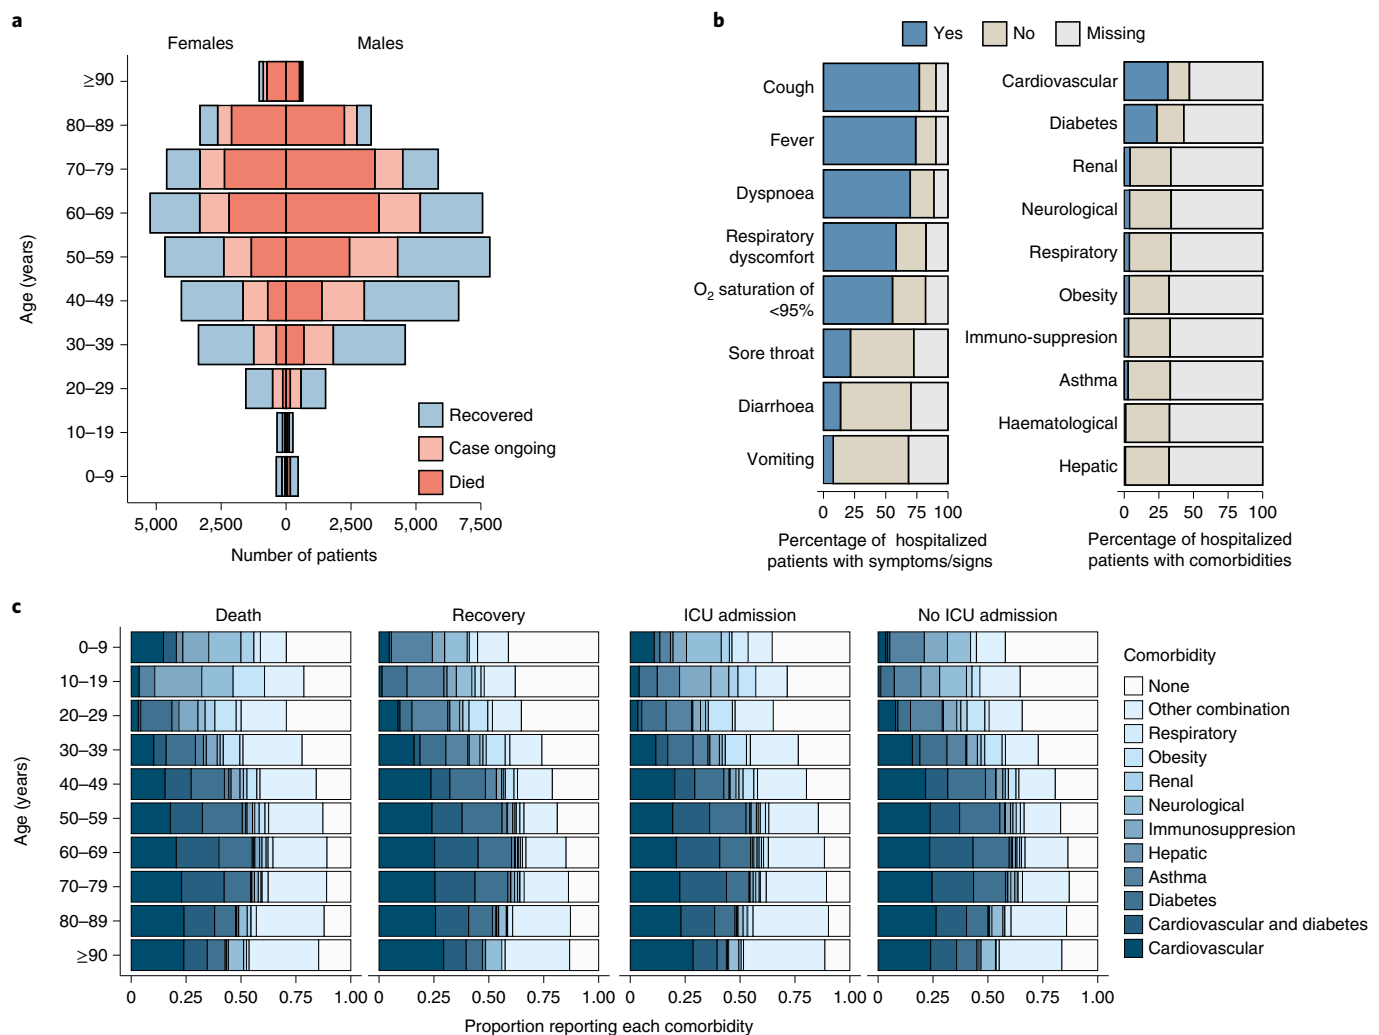 a
Females
Males
≥90
80–89
70–79
60–69
50–59
40–49
30–39
20–29
10–19
0–9
Age (years)
Recovered
Case ongoing
Died
5,000
2,500
0
2,500
5,000
7,500
Number of patients
b
Yes
No
Missing
Cough
Fever
Dyspnoea
Respiratory
dyscomfort
O2 saturation of
<95%
Sore throat
Diarrhoea
Vomiting
0 25 50 75 100
Percentage of hospitalized
patients with symptoms/signs
Cardiovascular
Diabetes
Renal
Neurological
Respiratory
Obesity
Immuno-suppresion
Asthma
Haematological
Hepatic
0 25 50 75 100
Percentage of hospitalized
patients with comorbidities
c
Death
Recovery
ICU admission
No ICU admission
0–9
10–19
20–29
30–39
40–49
50–59
60–69
70–79
80–89
≥90
Age (years)
0 0.25 0.50 0.75 1.00
0 0.25 0.50 0.75 1.00
0 0.25 0.50 0.75 1.00
0 0.25 0.50 0.75 1.00
Proportion reporting each comorbidity
Comorbidity
None
Other combination
Respiratory
Obesity
Renal
Neurological
Immunosuppresion
Hepatic
Asthma
Diabetes
Cardiovascular and diabetes
Cardiovascular